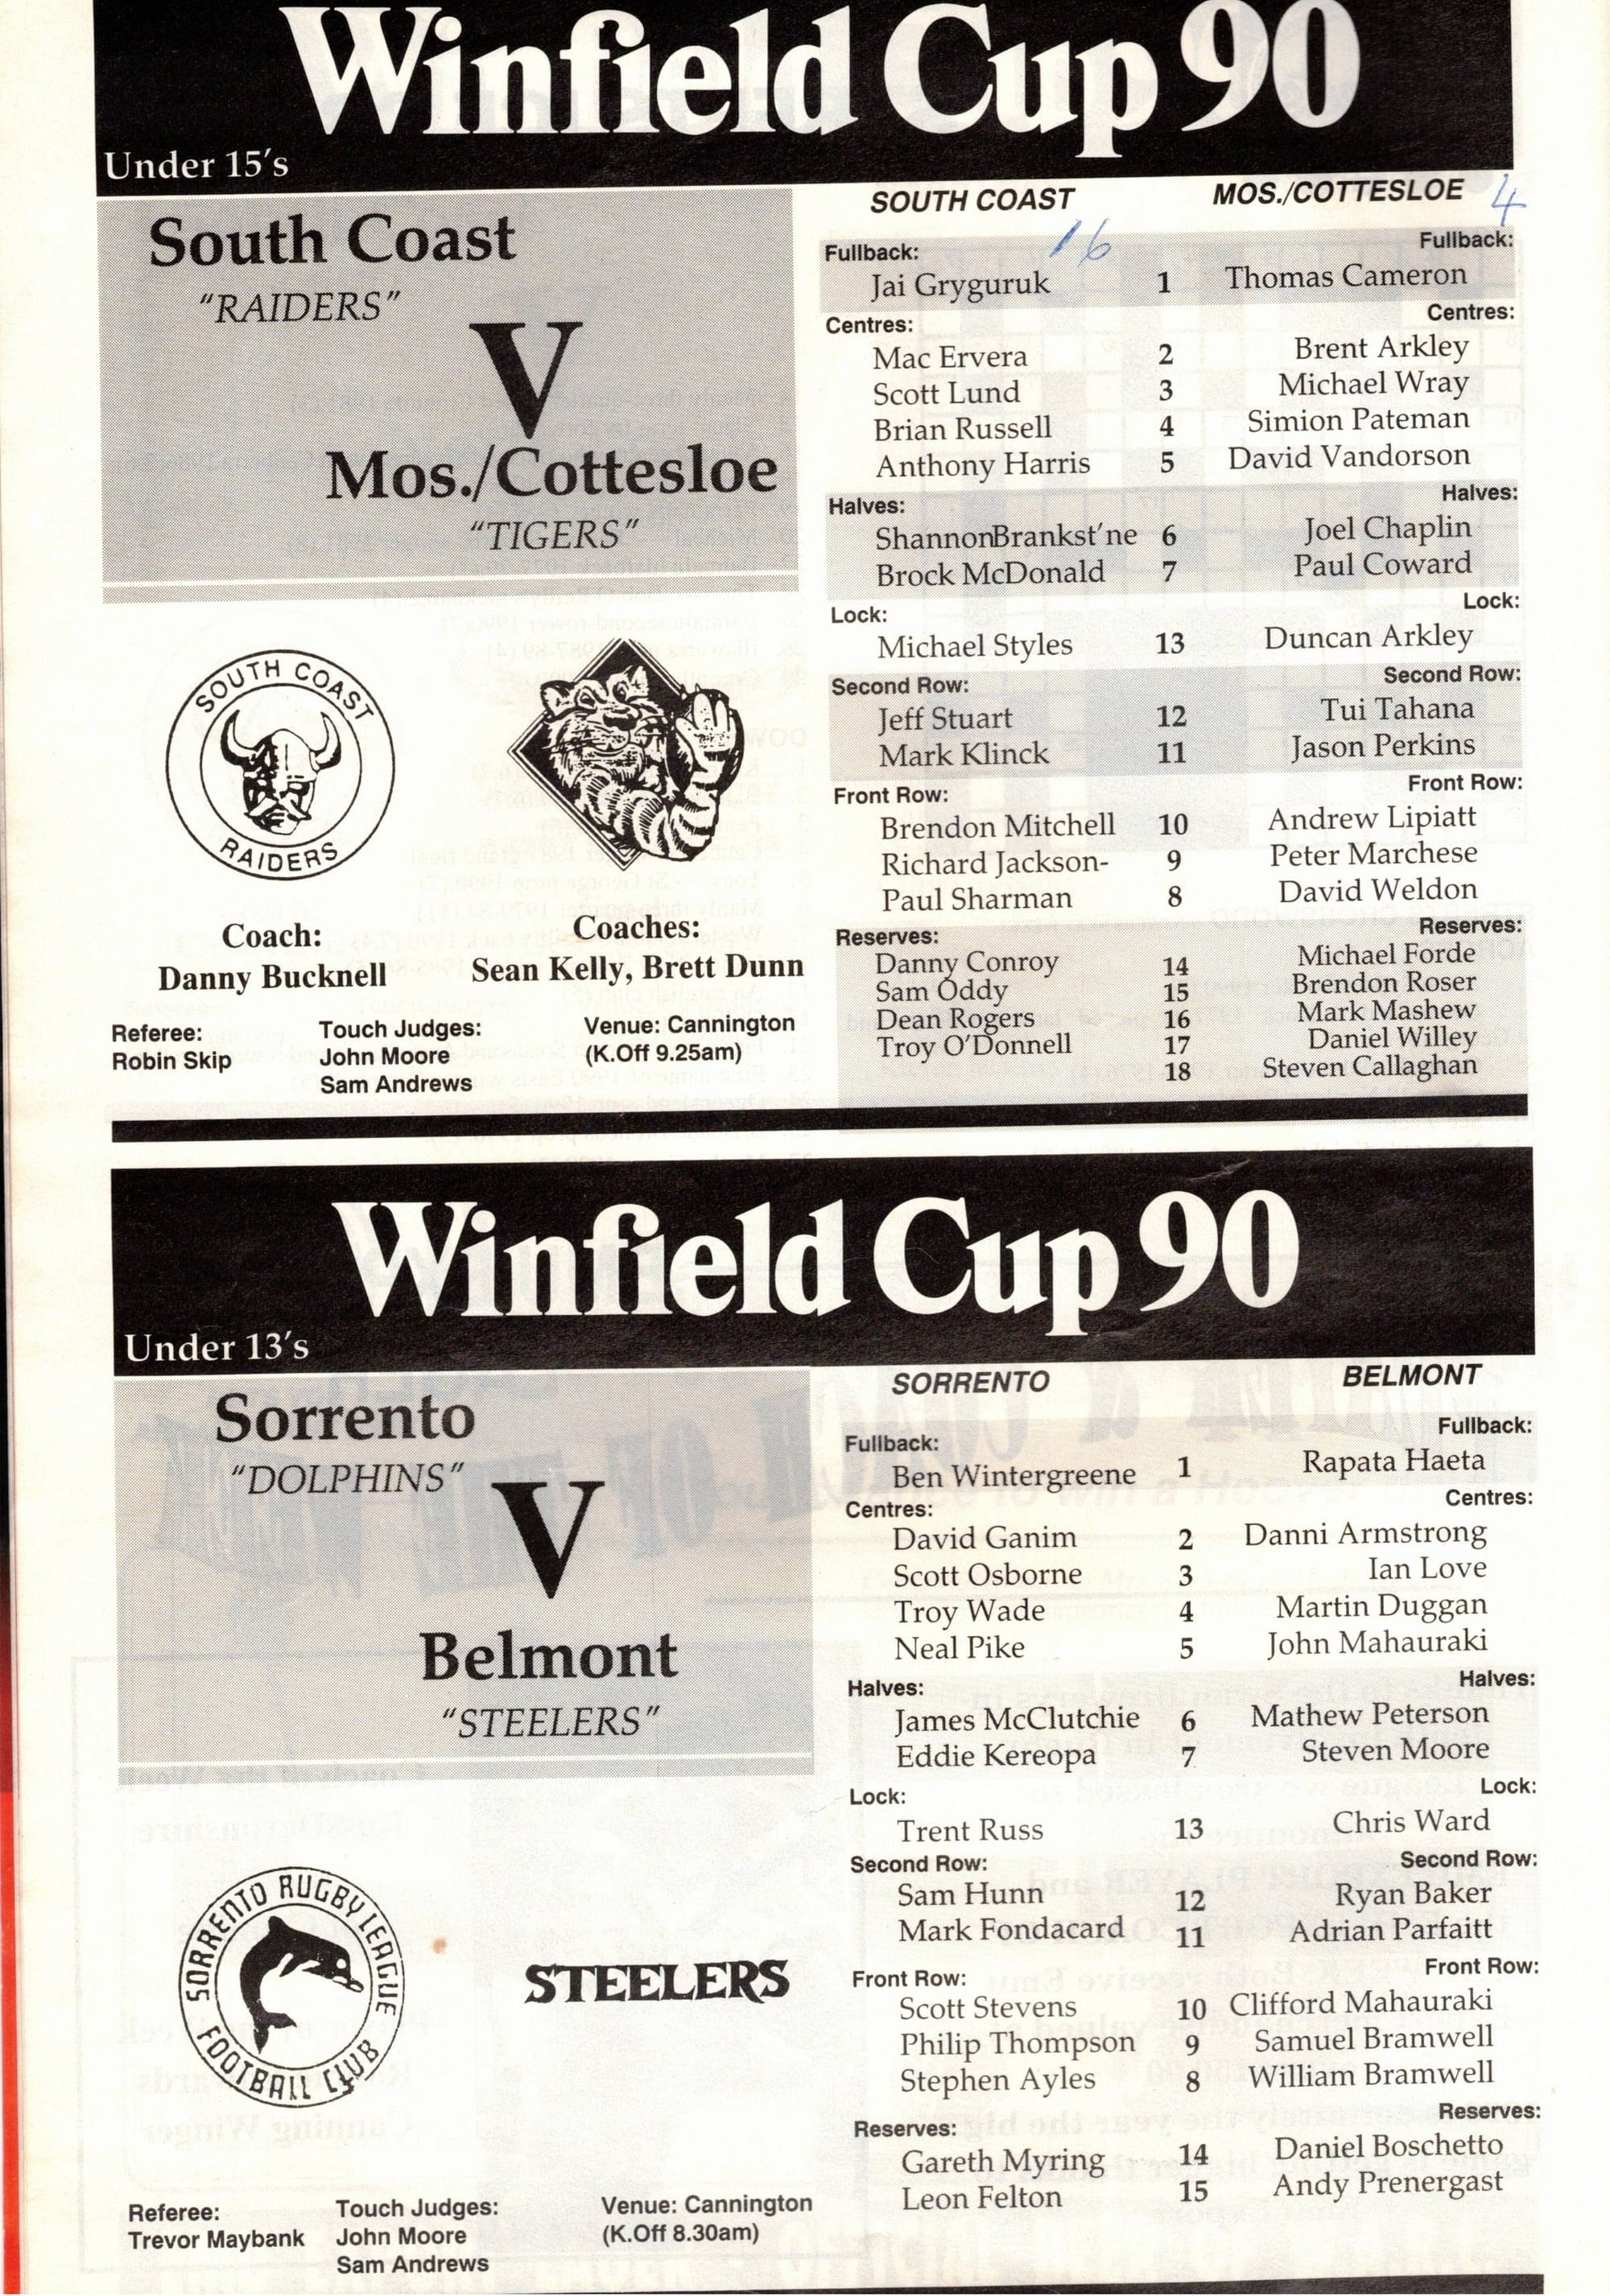 Winfield Cup 90
Under 15's
South Coast
"RAIDERS"
V
Mos./Cottesloe
"TIGERS"
SOUTH COAST
RAIDERS
Coach:
Danny Bucknell
Coaches:
Sean Kelly, Brett Dunn
Referee:
Robin Skip
Touch Judges:
John Moore
Sam Andrews
Venue: Cannington
(K.Off 9.25am)
SOUTH COAST MOS./COTTESLOE 4
16
Fullback: Fullback:
Jai Gryguruk 1 Thomas Cameron
Centres: Centres:
Mac Ervera 2 Brent Arkley
Scott Lund 3 Michael Wray
Brian Russell 4 Simion Pateman
Anthony Harris 5 David Vandorson
Halves: Halves:
ShannonBrankst'ne 6 Joel Chaplin
Brock McDonald 7 Paul Coward
Lock: Lock:
Michael Styles 13 Duncan Arkley
Second Row: Second Row:
Jeff Stuart 12 Tui Tahana
Mark Klinck 11 Jason Perkins
Front Row: Front Row:
Brendon Mitchell 10 Andrew Lipiatt
Richard Jackson- 9 Peter Marchese
Paul Sharman 8 David Weldon
Reserves: Reserves:
Danny Conroy 14 Michael Forde
Sam Oddy 15 Brendon Roser
Dean Rogers 16 Mark Mashew
Troy O'Donnell 17 Daniel Willey
18 Steven Callaghan
Winfield Cup 90
Under 13's
Sorrento
"DOLPHINS"
V
Belmont
"STEELERS"
SORRENTO RUGBY LEAGUE
FOOTBALL CLUB
STEELERS
Referee:
Trevor Maybank
Touch Judges:
John Moore
Sam Andrews
Venue: Cannington
(K.Off 8.30am)
SORRENTO BELMONT
Fullback: Fullback:
Ben Wintergreene 1 Rapata Haeta
Centres: Centres:
David Ganim 2 Danni Armstrong
Scott Osborne 3 Ian Love
Troy Wade 4 Martin Duggan
Neal Pike 5 John Mahauraki
Halves: Halves:
James McClutchie 6 Mathew Peterson
Eddie Kereopa 7 Steven Moore
Lock: Lock:
Trent Russ 13 Chris Ward
Second Row: Second Row:
Sam Hunn 12 Ryan Baker
Mark Fondacard 11 Adrian Parfaitt
Front Row: Front Row:
Scott Stevens 10 Clifford Mahauraki
Philip Thompson 9 Samuel Bramwell
Stephen Ayles 8 William Bramwell
Reserves: Reserves:
Gareth Myring 14 Daniel Boschetto
Leon Felton 15 Andy Prenergast